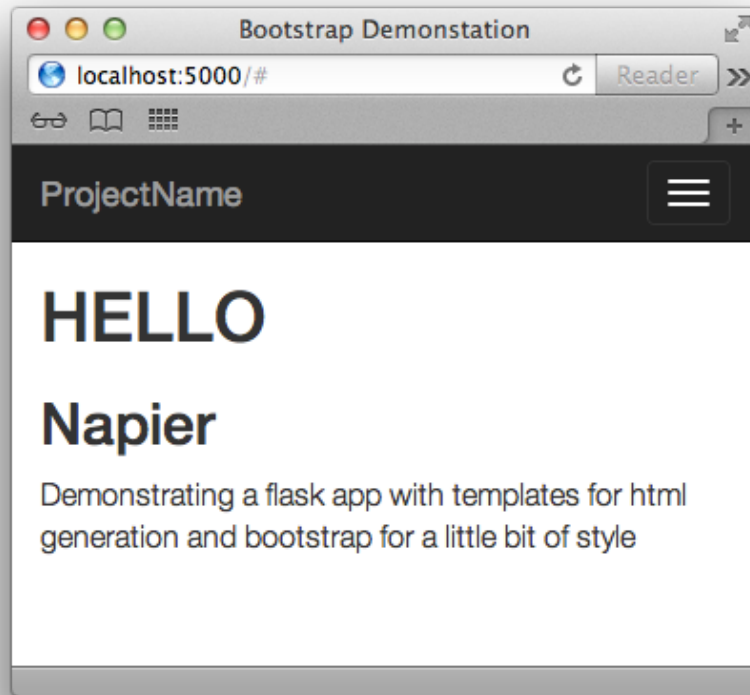 Bootstrap Demonstation
localhost:5000/#
Reader
ProjectName
HELLO
Napier
Demonstrating a flask app with templates for html
generation and bootstrap for a little bit of style